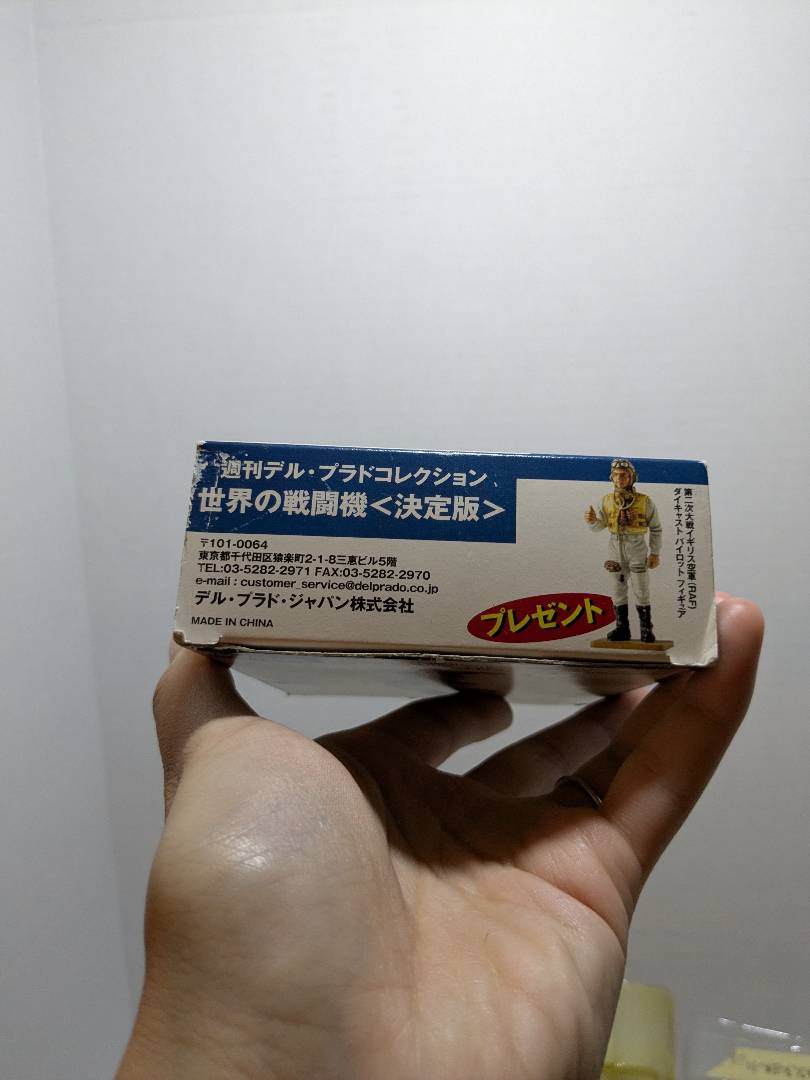 週刊デル・プラドコレクション
世界の戦闘機<決定版>
〒101-0064
東京都千代田区猿楽町2-1-8三恵ビル5階
TEL:03-5282-2971 FAX:03-5282-2970
e-mail : customer_service@delprado.co.jp
デル・プラド・ジャパン株式会社
MADE IN CHINA
プレゼント
第二次大戦イギリス空軍(RAF)
ダイキャスト パイロット フィギュア